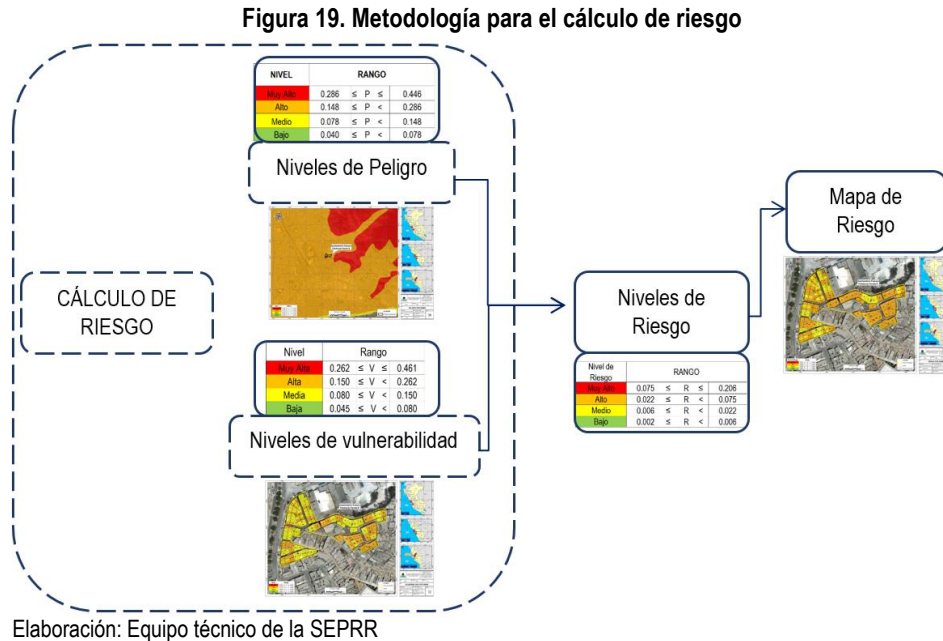 Figura 19. Metodología para el cálculo de riesgo
NIVEL RANGO
Muy Alto 0.286 ≤ P ≤ 0.446
Alto 0.148 ≤ P < 0.286
Medio 0.078 ≤ P < 0.148
Bajo 0.040 ≤ P < 0.078
Niveles de Peligro
CÁLCULO DE
RIESGO
Nivel Rango
Muy Alta 0.262 ≤ V ≤ 0.461
Alta 0.150 ≤ V < 0.262
Media 0.080 ≤ V < 0.150
Baja 0.045 ≤ V < 0.080
Niveles de vulnerabilidad
Niveles de
Riesgo
Nivel de
Riesgo RANGO
Muy Alto 0.075 ≤ R ≤ 0.206
Alto 0.022 ≤ R < 0.075
Medio 0.006 ≤ R < 0.022
Bajo 0.002 ≤ R < 0.006
Mapa de
Riesgo
Elaboración: Equipo técnico de la SEPRR